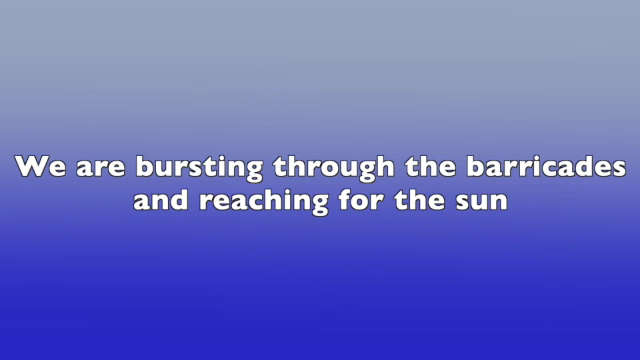 We are bursting through the barricades
and reaching for the sun